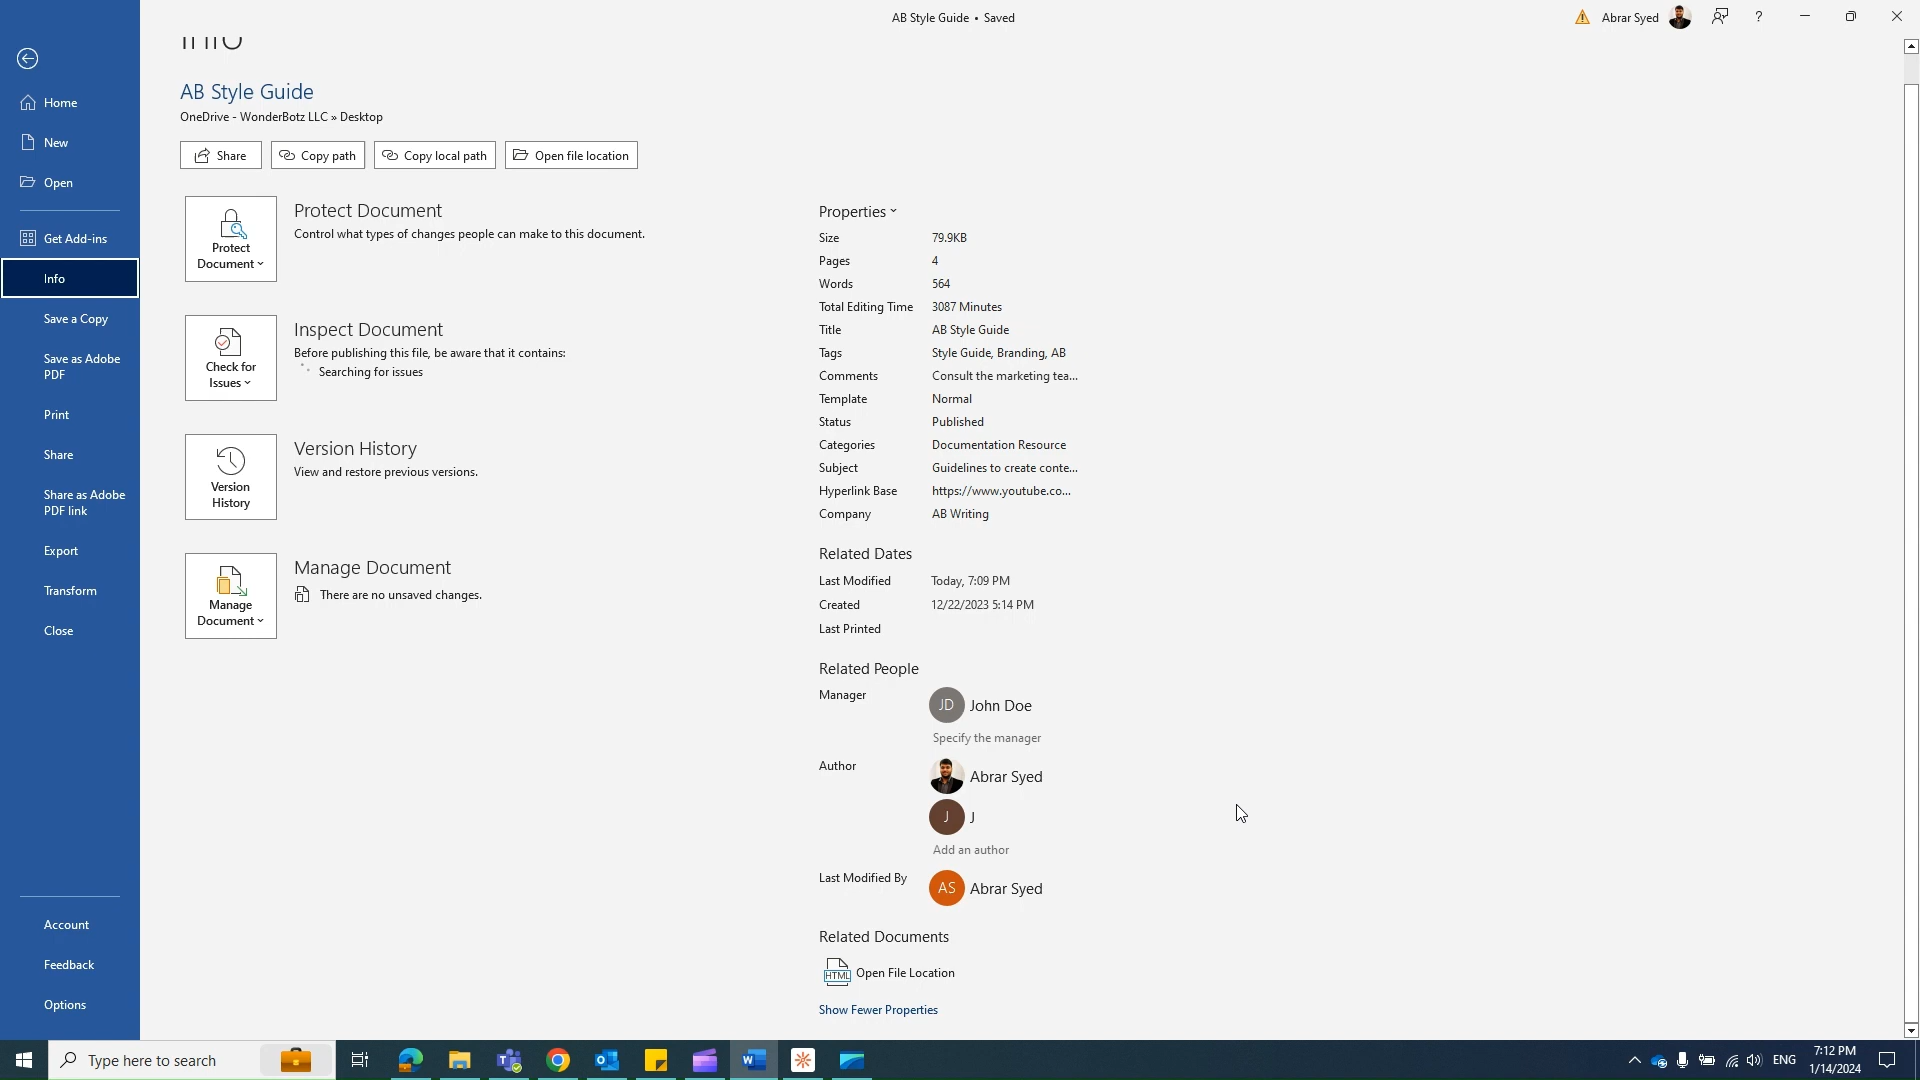 AB Style Guide • Saved
Abrar Syed
?
Info
Home
New
Open
Get Add-ins
Info
Save a Copy
Save as Adobe
PDF
Print
Share
Share as Adobe
PDF link
Export
Transform
Close
Account
Feedback
Options
AB Style Guide
OneDrive - WonderBotz LLC » Desktop
Share
Copy path
Copy local path
Open file location
Protect
Document
Protect Document
Control what types of changes people can make to this document.
Check for
Issues
Inspect Document
Before publishing this file, be aware that it contains:
Searching for issues
Version
History
Version History
View and restore previous versions.
Manage
Document
Manage Document
There are no unsaved changes.
Properties
Size 79.9KB
Pages 4
Words 564
Total Editing Time 3087 Minutes
Title AB Style Guide
Tags Style Guide, Branding, AB
Comments Consult the marketing tea...
Template Normal
Status Published
Categories Documentation Resource
Subject Guidelines to create conte...
Hyperlink Base https://www.youtube.co...
Company AB Writing
Related Dates
Last Modified Today, 7:09 PM
Created 12/22/2023 5:14 PM
Last Printed
Related People
Manager
JD John Doe
Specify the manager
Author
Abrar Syed
J J
Add an author
Last Modified By
AS Abrar Syed
Related Documents
HTML Open File Location
Show Fewer Properties
Type here to search
ENG
7:12 PM
1/14/2024